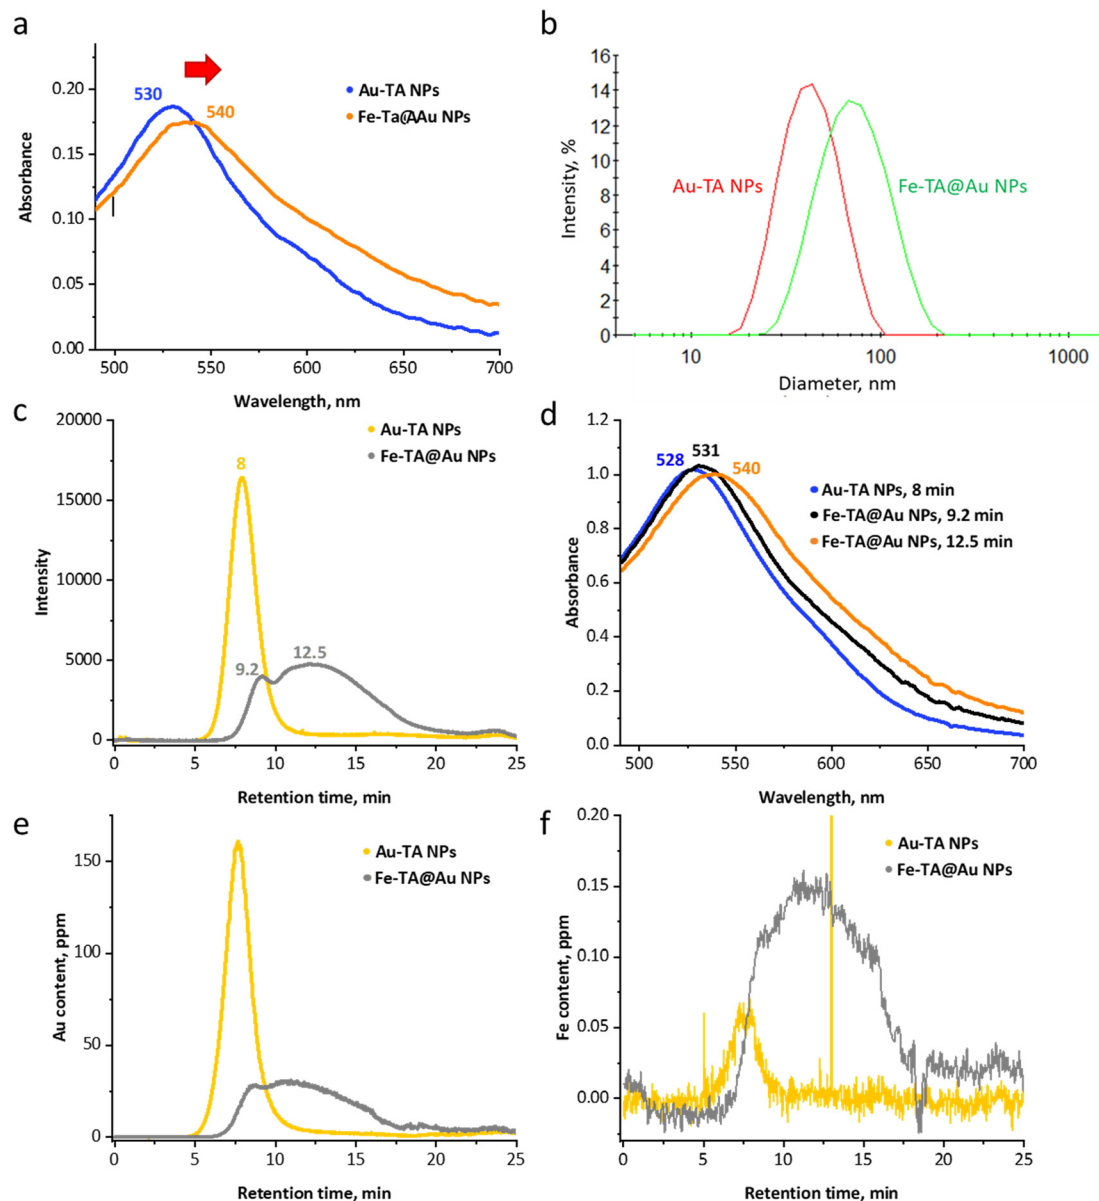 a
530
540
Au-TA NPs
Fe-Ta@Au NPs
Absorbance
0.20
0.15
0.10
0.05
0.00
500
550
600
650
700
Wavelength, nm
b
Intensity, %
16
14
12
10
8
6
4
2
0
Au-TA NPs
Fe-TA@Au NPs
10
100
1000
Diameter, nm
c
20000
15000
10000
5000
0
Intensity
8
9.2
12.5
Au-TA NPs
Fe-TA@Au NPs
0
5
10
15
20
25
Retention time, min
d
1.2
1.0
0.8
0.6
0.4
0.2
0.0
Absorbance
528
531
540
Au-TA NPs, 8 min
Fe-TA@Au NPs, 9.2 min
Fe-TA@Au NPs, 12.5 min
500
550
600
650
700
Wavelength, nm
e
150
100
50
0
Au content, ppm
Au-TA NPs
Fe-TA@Au NPs
0
5
10
15
20
25
Retention time, min
f
0.20
0.15
0.10
0.05
0.00
Fe content, ppm
Au-TA NPs
Fe-TA@Au NPs
0
5
10
15
20
25
Retention time, min